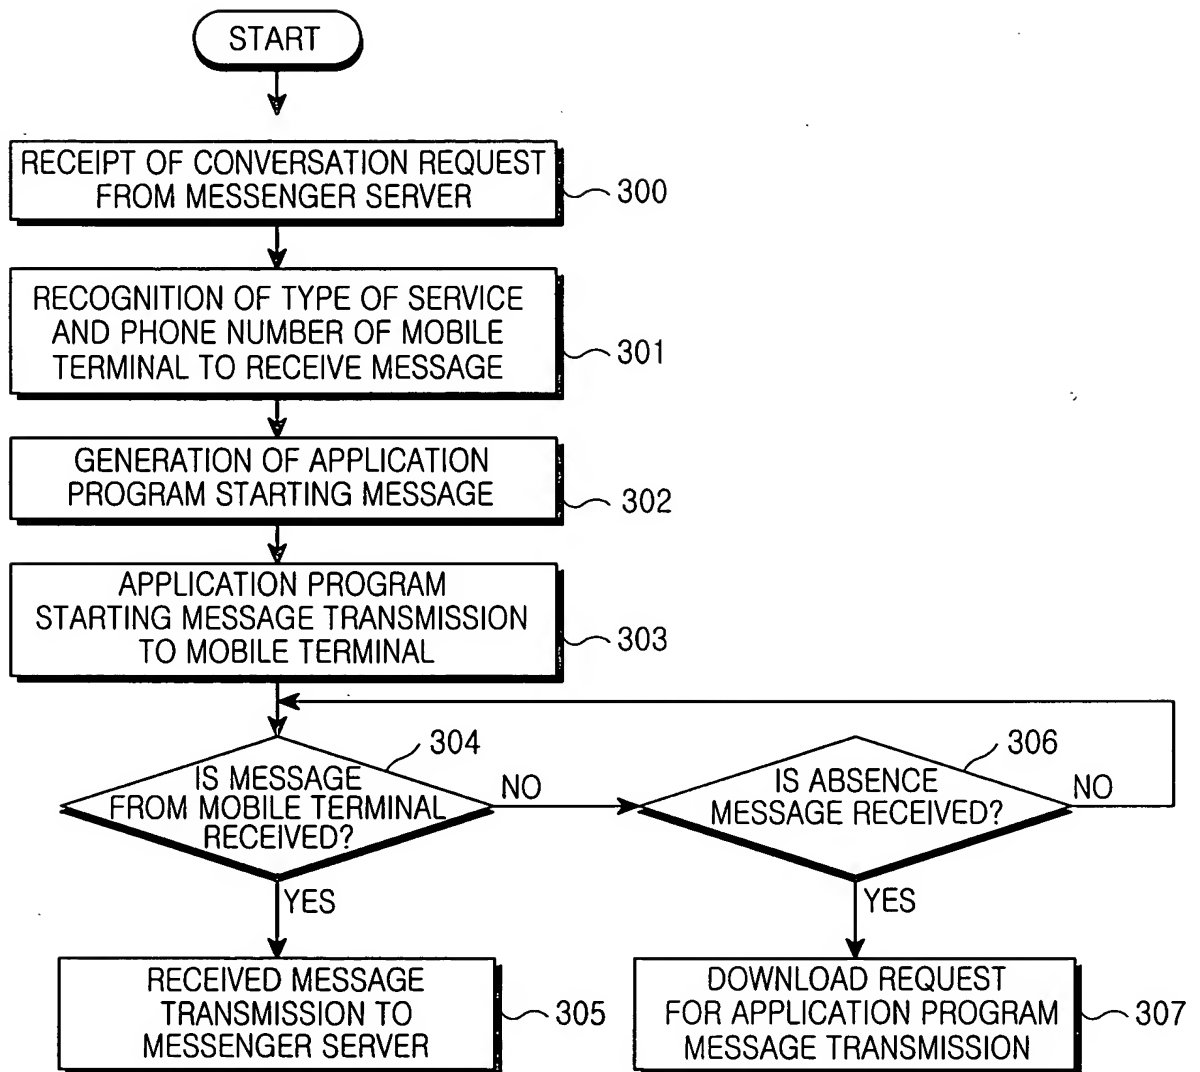 START
RECEIPT OF CONVERSATION REQUEST
FROM MESSENGER SERVER
300
RECOGNITION OF TYPE OF SERVICE
AND PHONE NUMBER OF MOBILE
TERMINAL TO RECEIVE MESSAGE
301
GENERATION OF APPLICATION
PROGRAM STARTING MESSAGE
302
APPLICATION PROGRAM
STARTING MESSAGE TRANSMISSION
TO MOBILE TERMINAL
303
304
IS MESSAGE
FROM MOBILE TERMINAL
RECEIVED?
NO
306
IS ABSENCE
MESSAGE RECEIVED?
NO
YES
YES
RECEIVED MESSAGE
TRANSMISSION TO
MESSENGER SERVER
305
DOWNLOAD REQUEST
FOR APPLICATION PROGRAM
MESSAGE TRANSMISSION
307